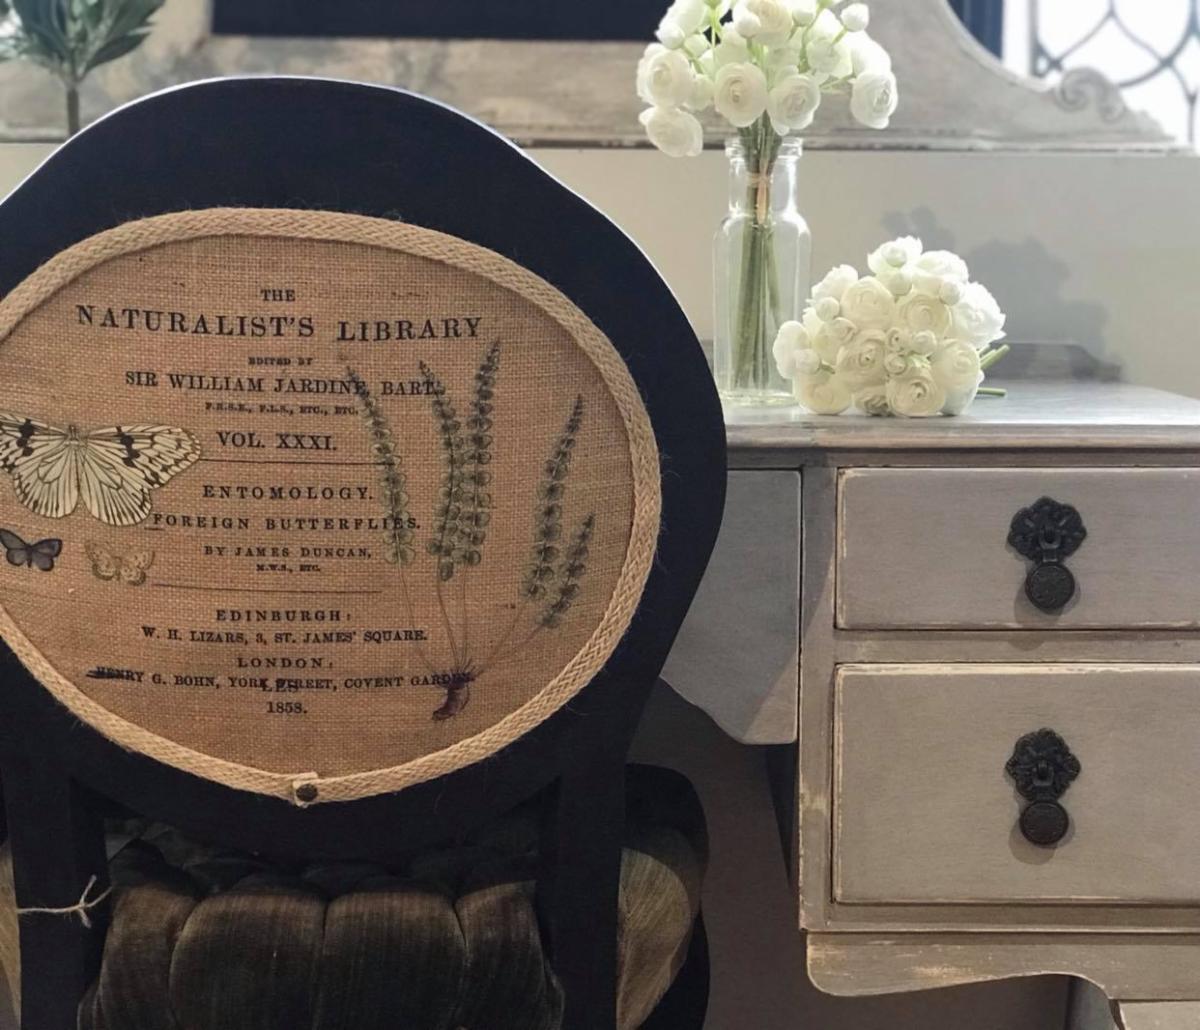 THE
NATURALIST'S LIBRARY
EDITED BY
SIR WILLIAM JARDINE, BART.
F.R.S.E., F.L.S., ETC., ETC.
VOL. XXXI.
ENTOMOLOGY.
FOREIGN BUTTERFLIES.
BY JAMES DUNCAN,
M.W.S., ETC.
EDINBURGH:
W. H. LIZARS, 3, ST. JAMES' SQUARE.
LONDON:
HENRY G. BOHN, YORK STREET, COVENT GARDEN.
1858.